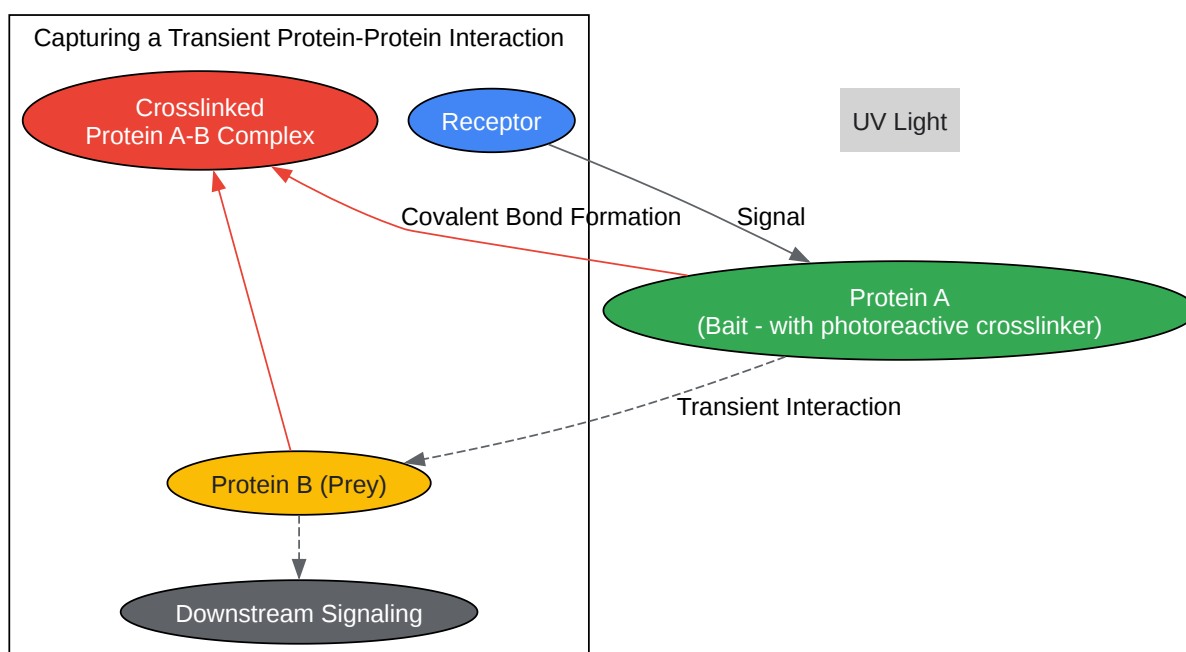 Capturing a Transient Protein-Protein Interaction
Crosslinked
Protein A-B Complex
Receptor
UV Light
Covalent Bond Formation
Signal
Protein A
(Bait - with photoreactive crosslinker)
Transient Interaction
Protein B (Prey)
Downstream Signaling